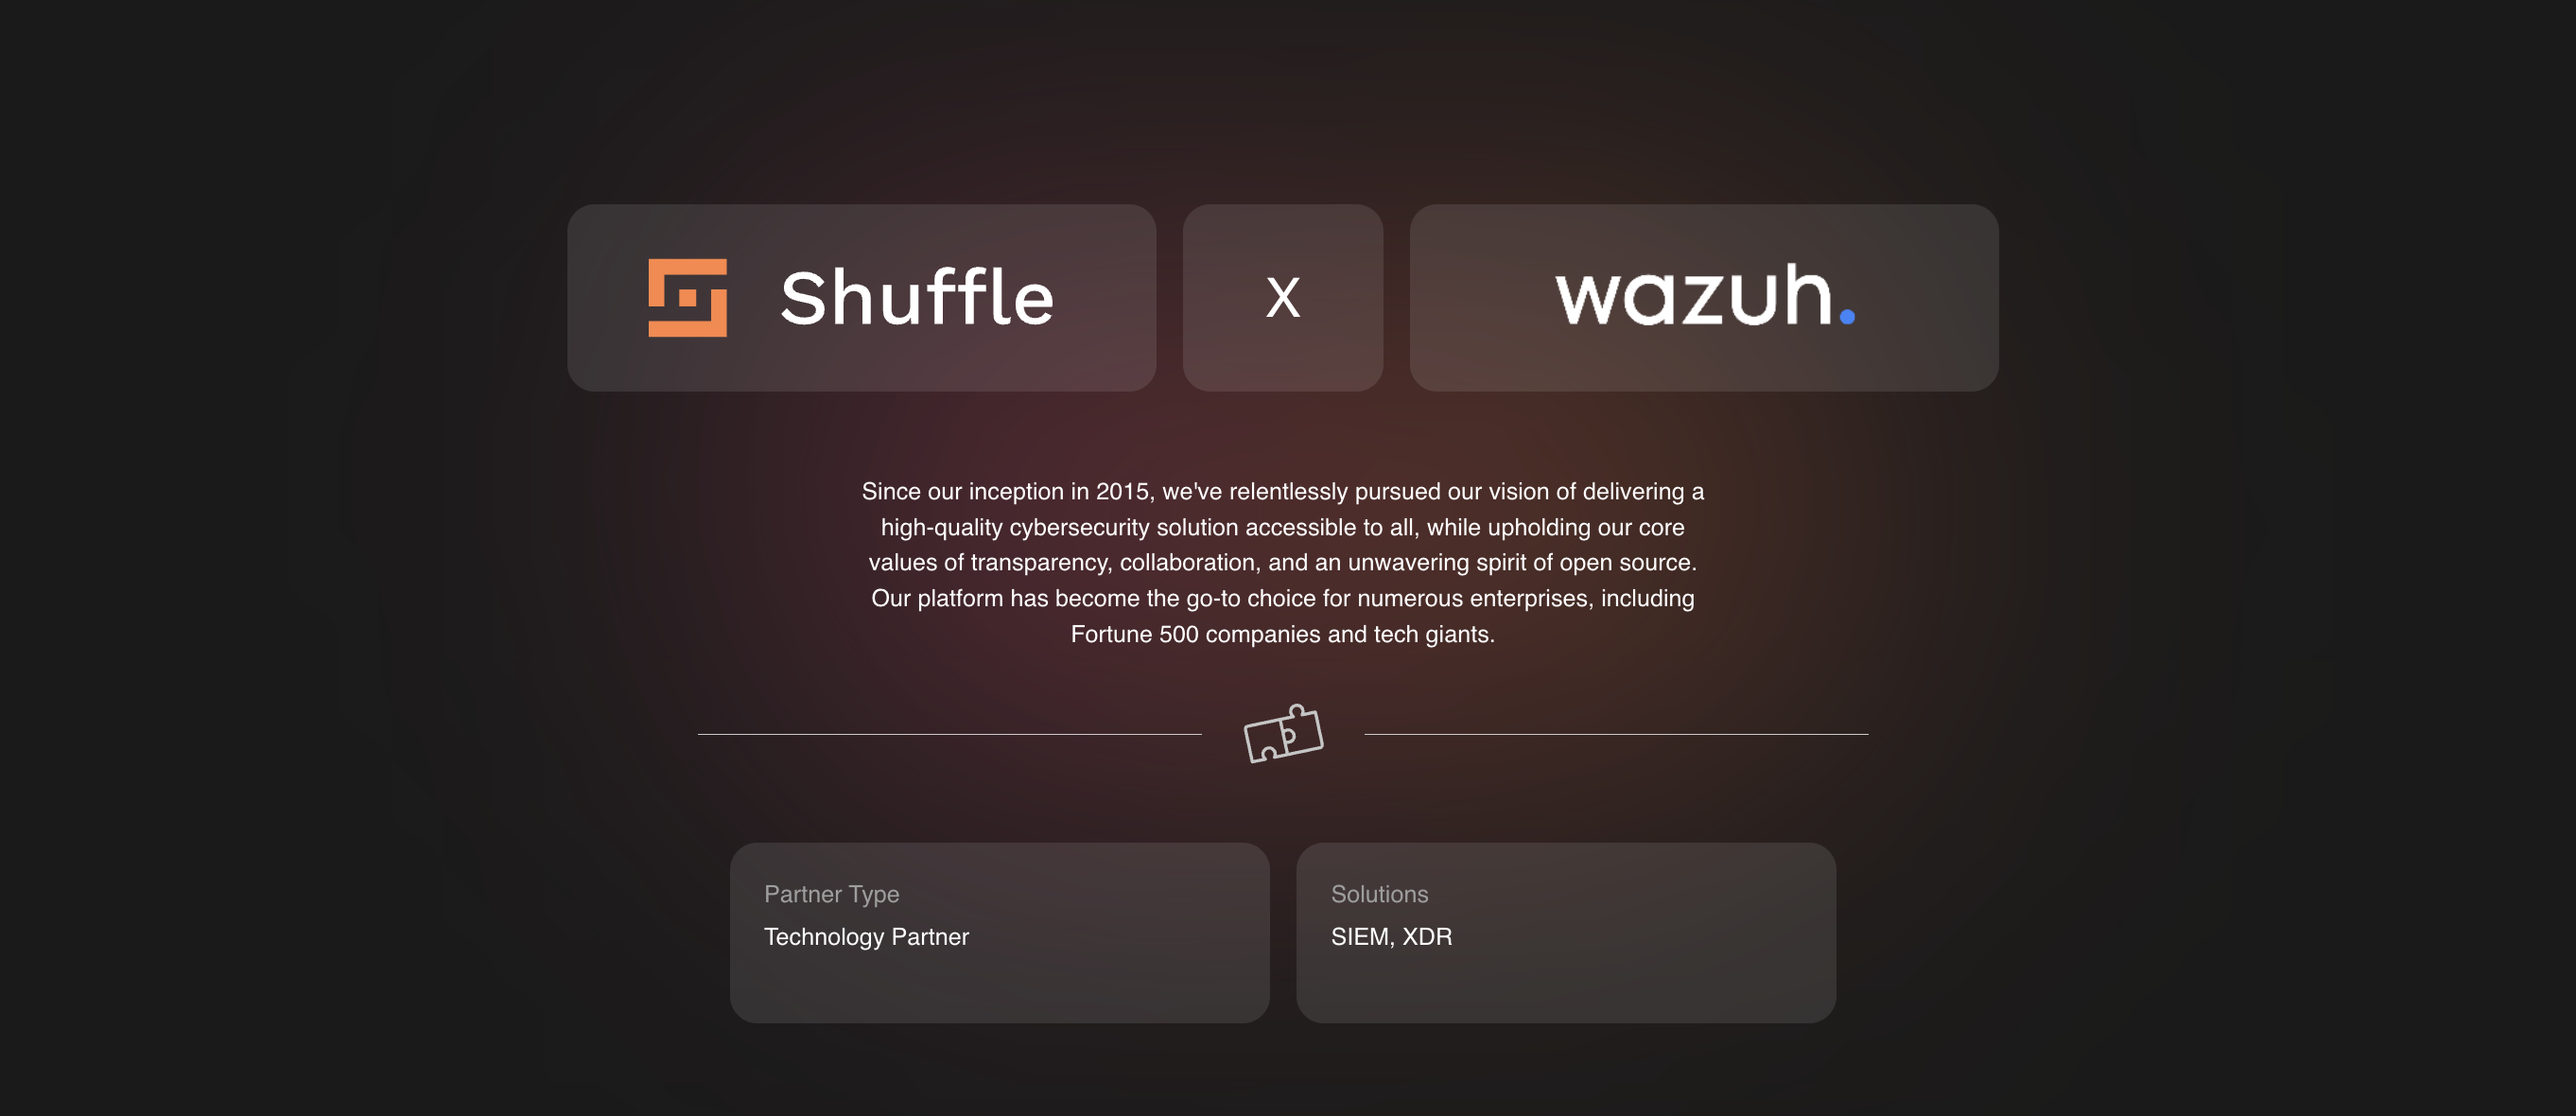 Shuffle X wazuh.
Since our inception in 2015, we've relentlessly pursued our vision of delivering a
high-quality cybersecurity solution accessible to all, while upholding our core
values of transparency, collaboration, and an unwavering spirit of open source.
Our platform has become the go-to choice for numerous enterprises, including
Fortune 500 companies and tech giants.
Partner Type
Technology Partner
Solutions
SIEM, XDR